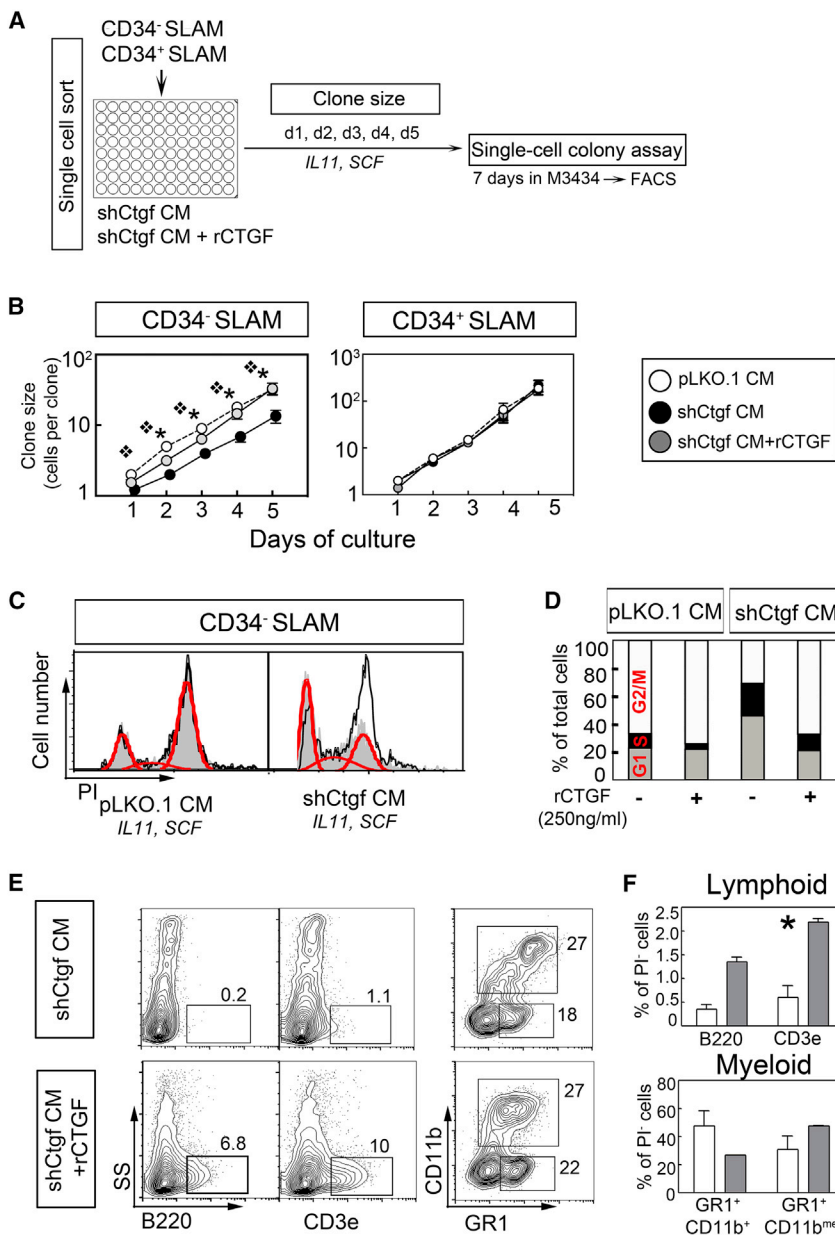 A
CD34- SLAM
CD34+ SLAM
Single cell sort
Clone size
d1, d2, d3, d4, d5
IL11, SCF
Single-cell colony assay
7 days in M3434 → FACS
shCtgf CM
shCtgf CM + rCTGF
B
CD34- SLAM
CD34+ SLAM
Clone size
(cells per clone)
10²
10
1
❖ ❖* ❖* ❖* ❖*
1 2 3 4 5
10³
10²
10
1
1 2 3 4 5
Days of culture
pLKO.1 CM
shCtgf CM
shCtgf CM+rCTGF
C
CD34- SLAM
Cell number
PI
pLKO.1 CM
IL11, SCF
shCtgf CM
IL11, SCF
D
pLKO.1 CM
shCtgf CM
% of total cells
100
80
60
40
20
0
G2/M
S
G1
rCTGF - + - +
(250ng/ml)
E
shCtgf CM
0.2
1.1
27
18
shCtgf CM
+rCTGF
6.8
10
27
22
SS
B220
CD3e
CD11b
GR1
F
Lymphoid
% of PI- cells
2.5
2.0
1.5
1.0
0.5
0
*
B220 CD3e
Myeloid
% of PI- cells
80
60
40
20
0
GR1+ GR1+
CD11b+ CD11bme